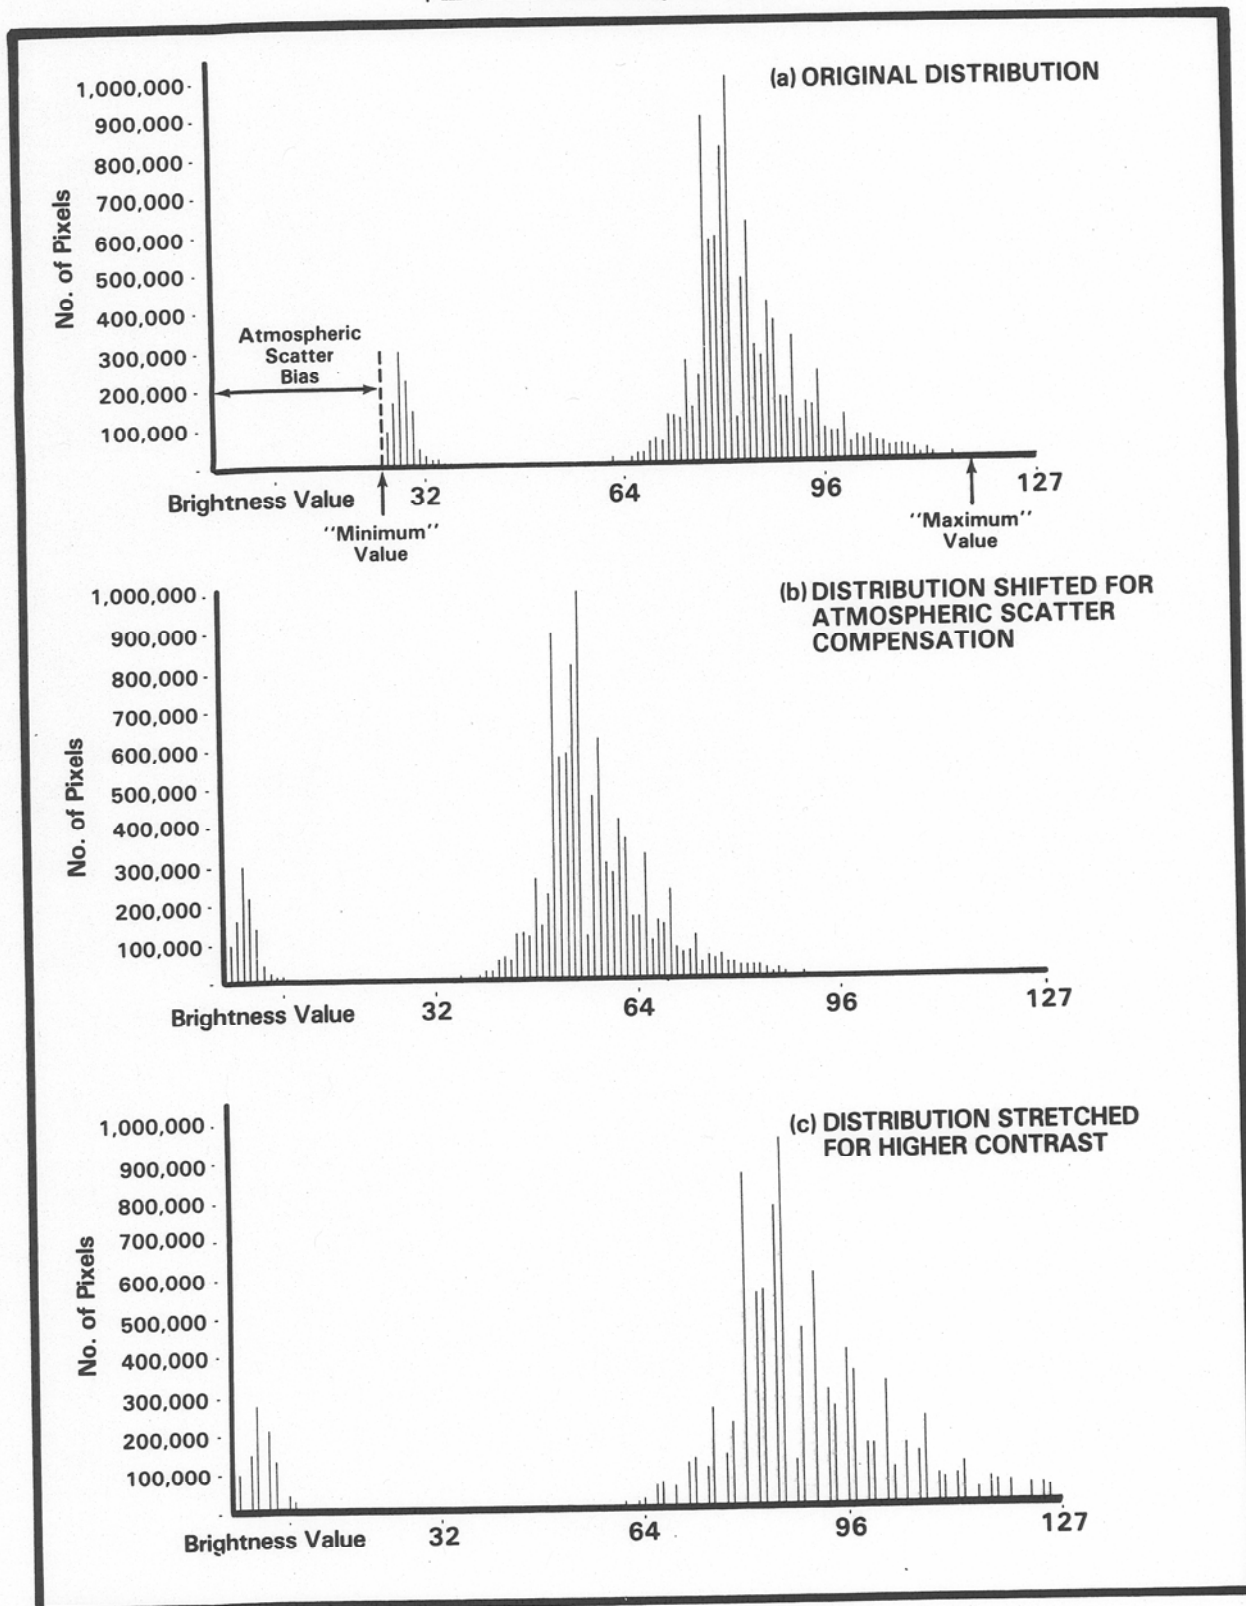 (a) ORIGINAL DISTRIBUTION
1,000,000
900,000
800,000
700,000
600,000
500,000
400,000
300,000
200,000
100,000
No. of Pixels
Atmospheric
Scatter
Bias
Brightness Value
32
64
96
127
"Minimum"
Value
"Maximum"
Value
(b) DISTRIBUTION SHIFTED FOR
ATMOSPHERIC SCATTER
COMPENSATION
1,000,000
900,000
800,000
700,000
600,000
500,000
400,000
300,000
200,000
100,000
No. of Pixels
Brightness Value
32
64
96
127
(c) DISTRIBUTION STRETCHED
FOR HIGHER CONTRAST
1,000,000
900,000
800,000
700,000
600,000
500,000
400,000
300,000
200,000
100,000
No. of Pixels
Brightness Value
32
64
96
127